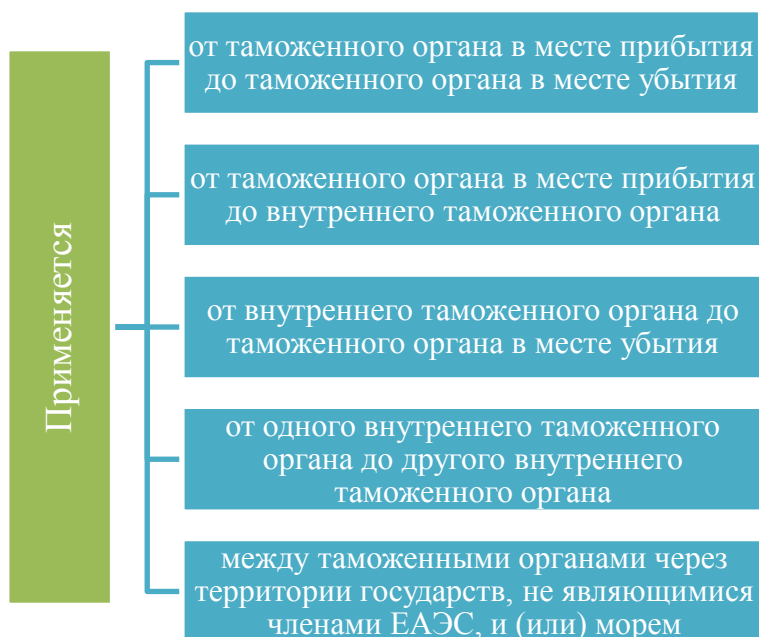 Применяется
от таможенного органа в месте прибытия
до таможенного органа в месте убытия
от таможенного органа в месте прибытия
до внутреннего таможенного органа
от внутреннего таможенного органа до
таможенного органа в месте убытия
от одного внутреннего таможенного
органа до другого внутреннего
таможенного органа
между таможенными органами через
территории государств, не являющимися
членами ЕАЭС, и (или) морем